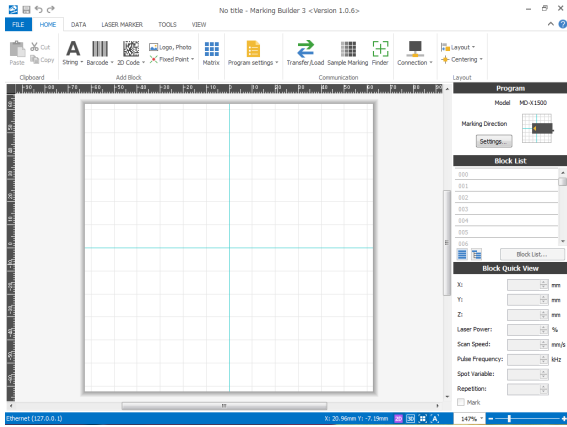 No title - Marking Builder 3 <Version 1.0.6>
FILE HOME DATA LASER MARKER TOOLS VIEW
Paste Cut Copy
String Barcode 2D Code Logo, Photo Fixed Point
Matrix Program settings Transfer/Load Sample Marking Finder Connection Layout Centering
Clipboard Add Block Communication Layout
Program
Model MD-X1500
Marking Direction
Settings...
Block List
000
001
002
003
004
005
006
Block List...
Block Quick View
X: mm
Y: mm
Z: mm
Laser Power: %
Scan Speed: mm/s
Pulse Frequency: kHz
Spot Variable:
Repetition:
Mark
Ethernet (127.0.0.1) X: 20.96mm Y: -7.19mm 2D 3D A 147%